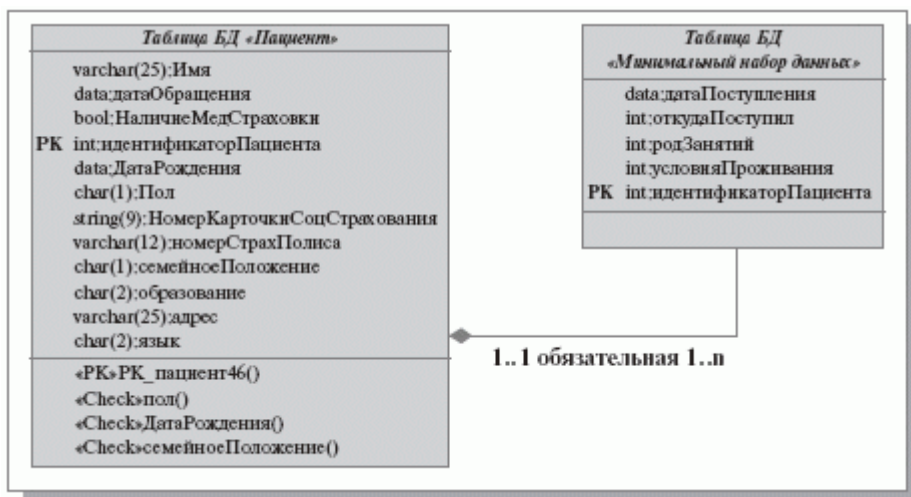 Таблица БД «Пациент»
varchar(25):Имя
data:датаОбращения
bool:НаличиеМедСтраховки
PK int:идентификаторПациента
data:ДатаРождения
char(1):Пол
string(9):НомерКарточкиСоцСтрахования
varchar(12):номерСтрахПолиса
char(1):семейноеПоложение
char(2):образование
varchar(25):адрес
char(2):язык
«PK»PK_пациент46()
«Check»пол()
«Check»ДатаРождения()
«Check»семейноеПоложение()
Таблица БД
«Минимальный набор данных»
data:датаПоступления
int:откудаПоступил
int:родЗанятий
int:условияПроживания
PK int:идентификаторПациента
1..1 обязательная 1..n